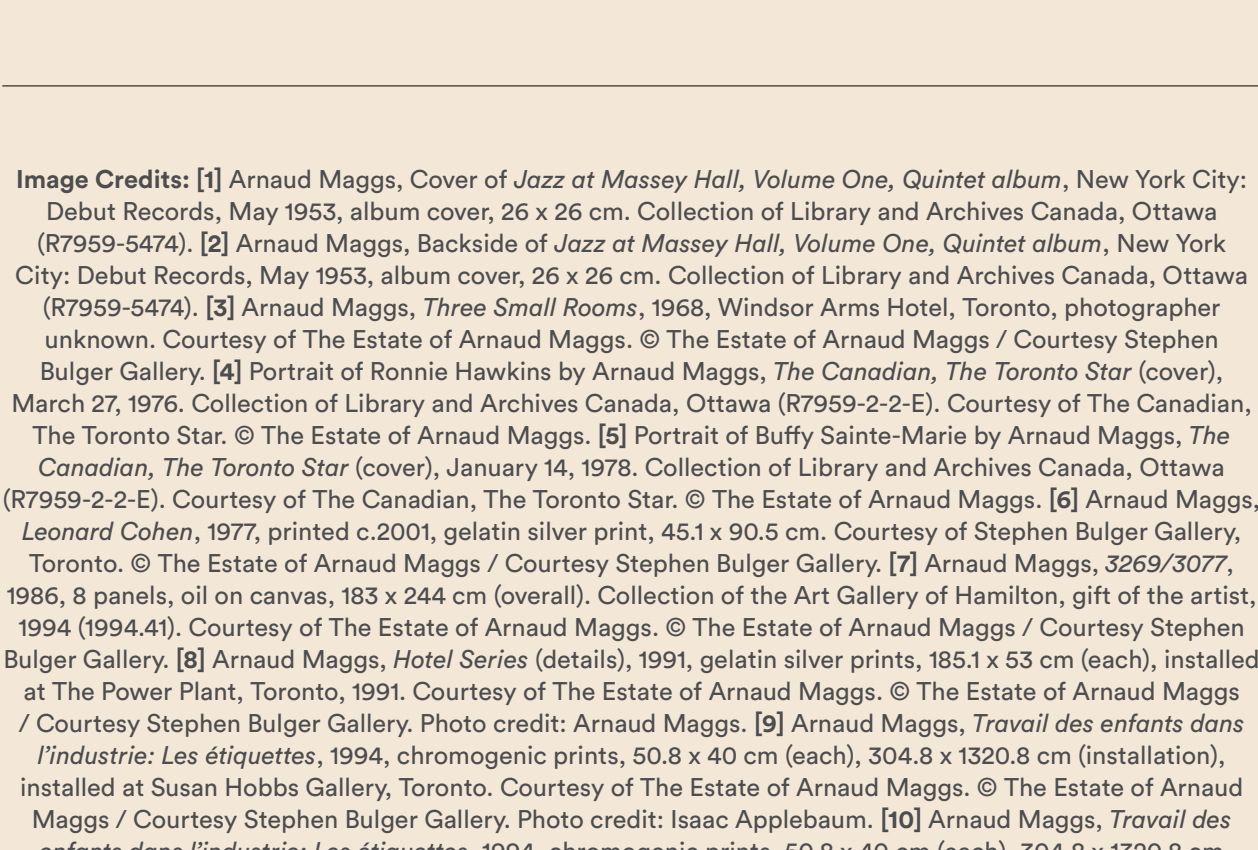 Image Credits: [1] Arnaud Maggs, Cover of Jazz at Massey Hall, Volume One, Quintet album, New York City:
Debut Records, May 1953, album cover, 26 x 26 cm. Collection of Library and Archives Canada, Ottawa
(R7959-5474). [2] Arnaud Maggs, Backside of Jazz at Massey Hall, Volume One, Quintet album, New York
City: Debut Records, May 1953, album cover, 26 x 26 cm. Collection of Library and Archives Canada, Ottawa
(R7959-5474). [3] Arnaud Maggs, Three Small Rooms, 1968, Windsor Arms Hotel, Toronto, photographer
unknown. Courtesy of The Estate of Arnaud Maggs. © The Estate of Arnaud Maggs / Courtesy Stephen
Bulger Gallery. [4] Portrait of Ronnie Hawkins by Arnaud Maggs, The Canadian, The Toronto Star (cover),
March 27, 1976. Collection of Library and Archives Canada, Ottawa (R7959-2-2-E). Courtesy of The Canadian,
The Toronto Star. © The Estate of Arnaud Maggs. [5] Portrait of Buffy Sainte-Marie by Arnaud Maggs, The
Canadian, The Toronto Star (cover), January 14, 1978. Collection of Library and Archives Canada, Ottawa
(R7959-2-2-E). Courtesy of The Canadian, The Toronto Star. © The Estate of Arnaud Maggs. [6] Arnaud Maggs,
Leonard Cohen, 1977, printed c.2001, gelatin silver print, 45.1 x 90.5 cm. Courtesy of Stephen Bulger Gallery,
Toronto. © The Estate of Arnaud Maggs / Courtesy Stephen Bulger Gallery. [7] Arnaud Maggs, 3269/3077,
1986, 8 panels, oil on canvas, 183 x 244 cm (overall). Collection of the Art Gallery of Hamilton, gift of the artist,
1994 (1994.41). Courtesy of The Estate of Arnaud Maggs. © The Estate of Arnaud Maggs / Courtesy Stephen
Bulger Gallery. [8] Arnaud Maggs, Hotel Series (details), 1991, gelatin silver prints, 185.1 x 53 cm (each), installed
at The Power Plant, Toronto, 1991. Courtesy of The Estate of Arnaud Maggs. © The Estate of Arnaud Maggs
/ Courtesy Stephen Bulger Gallery. Photo credit: Arnaud Maggs. [9] Arnaud Maggs, Travail des enfants dans
l'industrie: Les étiquettes, 1994, chromogenic prints, 50.8 x 40 cm (each), 304.8 x 1320.8 cm (installation),
installed at Susan Hobbs Gallery, Toronto. Courtesy of The Estate of Arnaud Maggs. © The Estate of Arnaud
Maggs / Courtesy Stephen Bulger Gallery. Photo credit: Isaac Applebaum. [10] Arnaud Maggs, Travail des
enfants dans l'industrie: Les étiquettes, 1994, chromogenic prints, 50.8 x 40 cm (each), 304.8 x 1320.8 cm